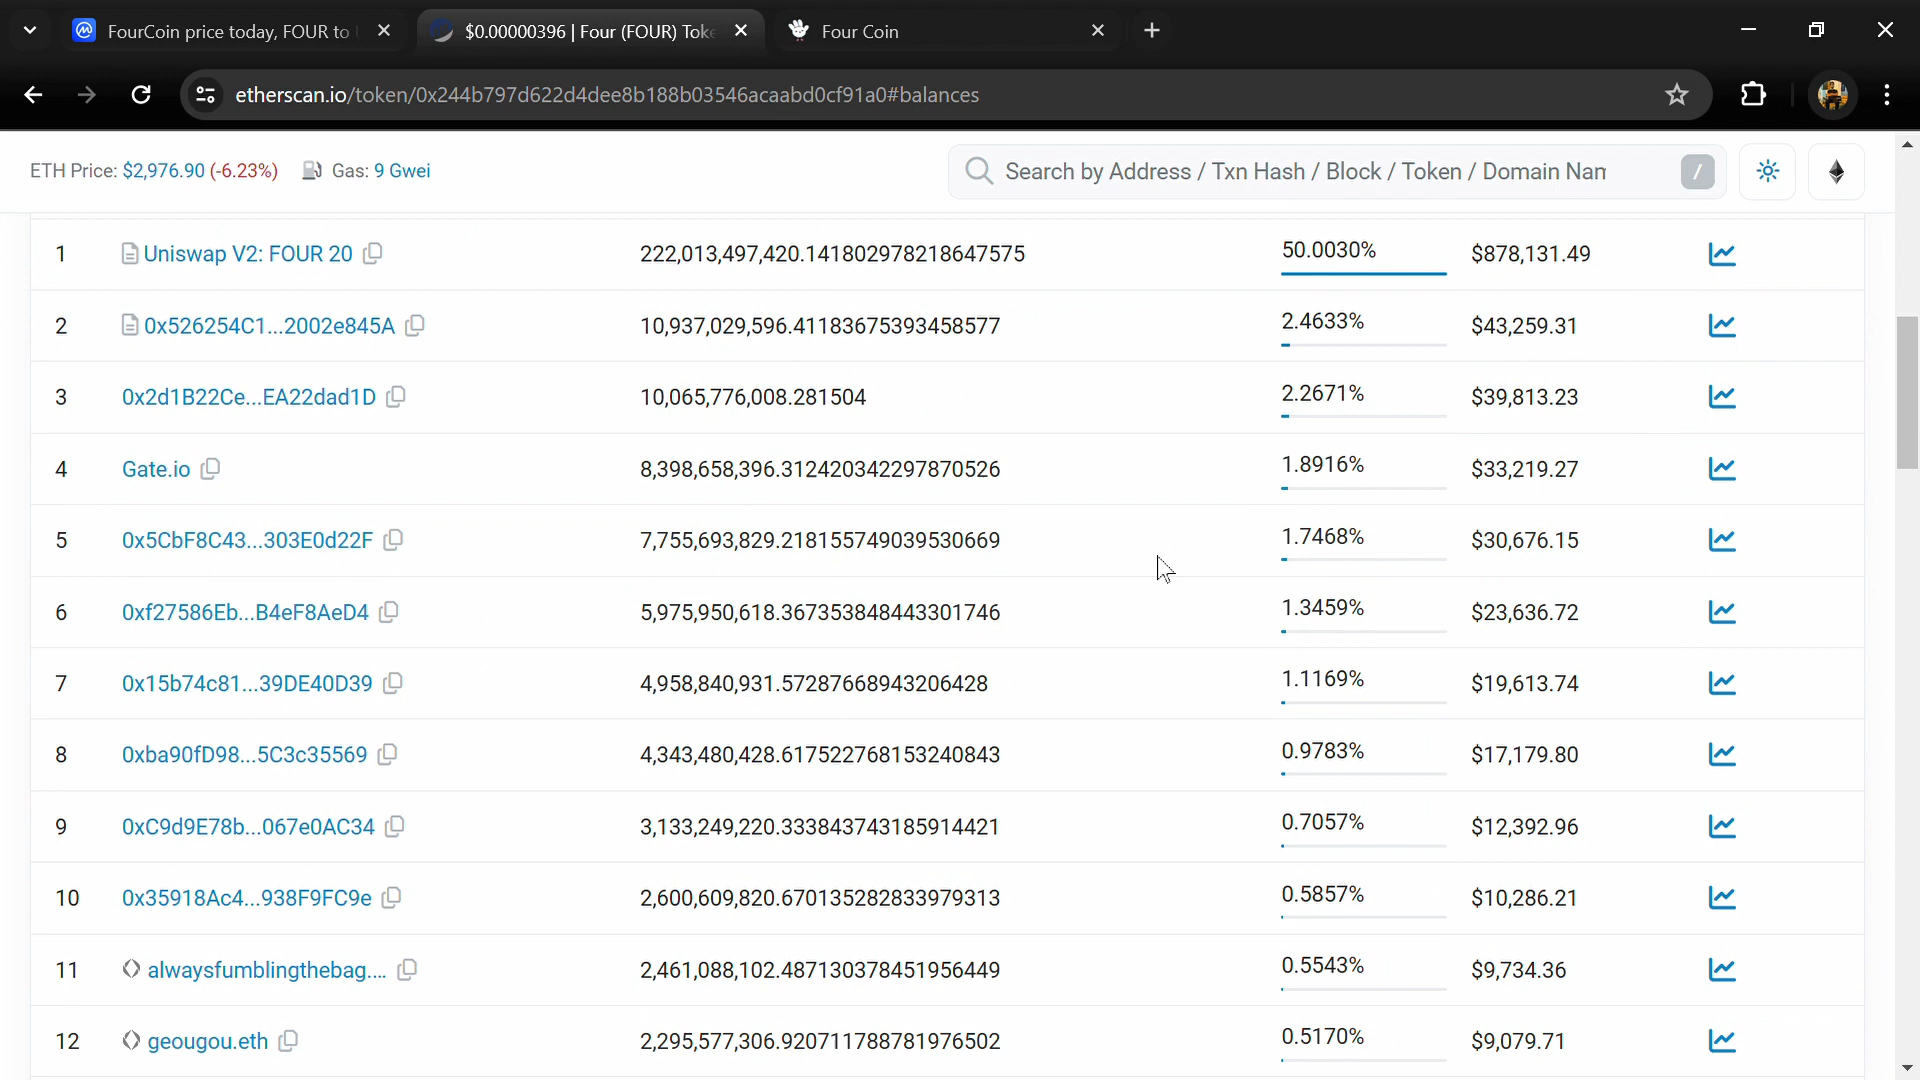 FourCoin price today, FOUR to
$0.00000396 | Four (FOUR) Toke
Four Coin
etherscan.io/token/0x244b797d622d4dee8b188b03546acaabd0cf91a0#balances
ETH Price: $2,976.90 (-6.23%) Gas: 9 Gwei
Search by Address / Txn Hash / Block / Token / Domain Nam
/
1 Uniswap V2: FOUR 20 222,013,497,420.141802978218647575 50.0030% $878,131.49
2 0x526254C1...2002e845A 10,937,029,596.41183675393458577 2.4633% $43,259.31
3 0x2d1B22Ce...EA22dad1D 10,065,776,008.281504 2.2671% $39,813.23
4 Gate.io 8,398,658,396.312420342297870526 1.8916% $33,219.27
5 0x5CbF8C43...303E0d22F 7,755,693,829.218155749039530669 1.7468% $30,676.15
6 0xf27586Eb...B4eF8AeD4 5,975,950,618.367353848443301746 1.3459% $23,636.72
7 0x15b74c81...39DE40D39 4,958,840,931.57287668943206428 1.1169% $19,613.74
8 0xba90fD98...5C3c35569 4,343,480,428.617522768153240843 0.9783% $17,179.80
9 0xC9d9E78b...067e0AC34 3,133,249,220.333843743185914421 0.7057% $12,392.96
10 0x35918Ac4...938F9FC9e 2,600,609,820.670135282833979313 0.5857% $10,286.21
11 alwaysfumblingthebag.... 2,461,088,102.487130378451956449 0.5543% $9,734.36
12 geougou.eth 2,295,577,306.920711788781976502 0.5170% $9,079.71